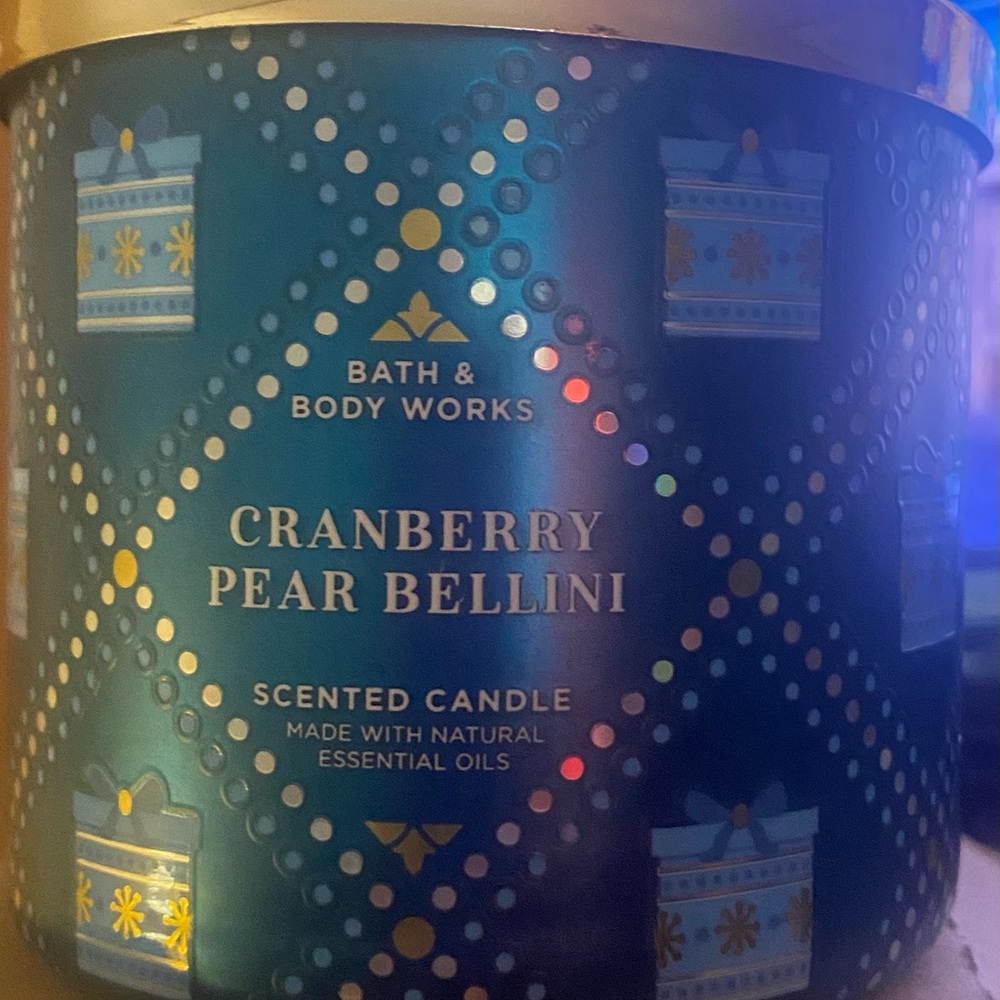 BATH &
BODY WORKS
CRANBERRY
PEAR BELLINI
SCENTED CANDLE
MADE WITH NATURAL
ESSENTIAL OILS